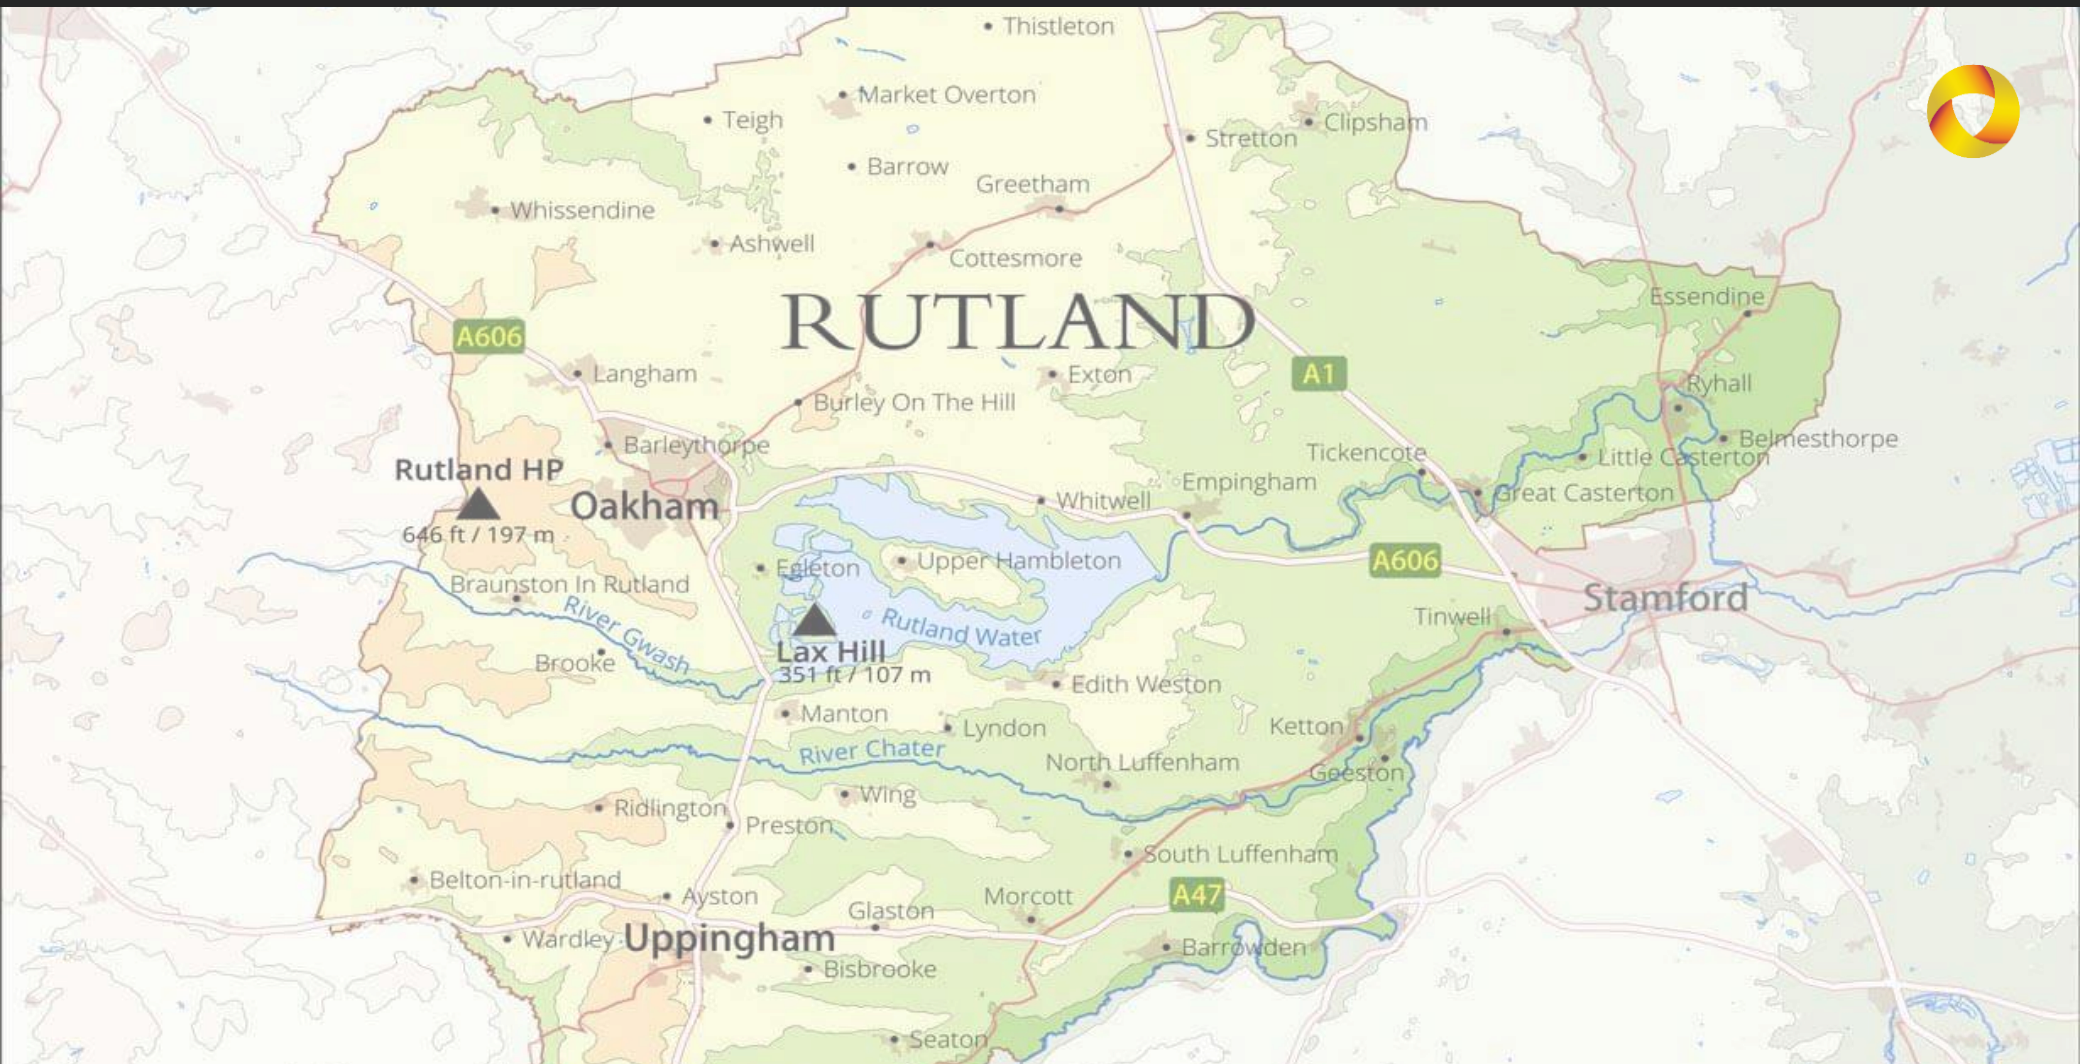 Thistleton
Market Overton
Teigh
Clipsham
Stretton
Barrow
Greetham
Whissendine
Ashwell
Cottesmore
Essendine
RUTLAND
A606
Langham
Exton
A1
Ryhall
Burley On The Hill
Barleythorpe
Belmesthorpe
Tickencote
Little Casterton
Rutland HP
Empingham
Great Casterton
Oakham
Whitwell
646 ft / 197 m
Egleton
Upper Hambleton
A606
Braunston In Rutland
Stamford
River Gwash
Rutland Water
Tinwell
Lax Hill
Brooke
351 ft / 107 m
Edith Weston
Manton
Lyndon
Ketton
River Chater
North Luffenham
Geeston
Wing
Ridlington
Preston
South Luffenham
Belton-in-rutland
Ayston
Morcott
A47
Glaston
Wardley
Uppingham
Barrowden
Bisbrooke
Seaton